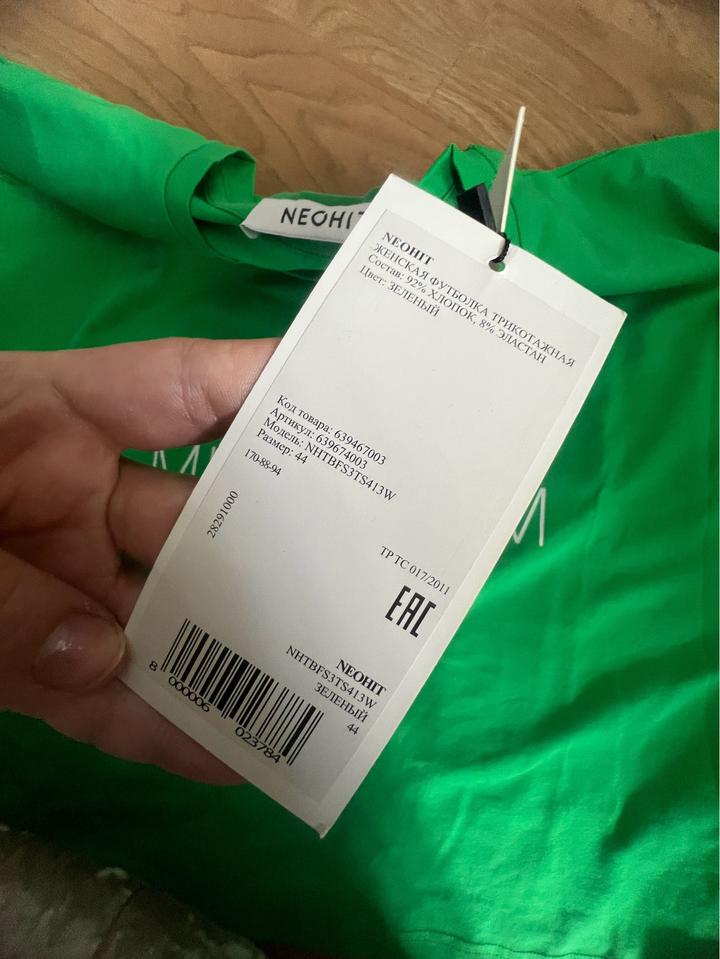 NEOHIT
NEOHIT
ЖЕНСКАЯ ФУТБОЛКА ТРИКОТАЖНАЯ
Состав: 92% ХЛОПОК, 8% ЭЛАСТАН
Цвет: ЗЕЛЕНЫЙ
Код товара: 639467003
Артикул: 639674003
Модель: NHTBFS3TS413W
Размер: 44
170-88-94
28291000
ТР ТС 017/2011
EAC
NEOHIT
NHTBFS3TS413W
ЗЕЛЕНЫЙ
44
8 000006 023784